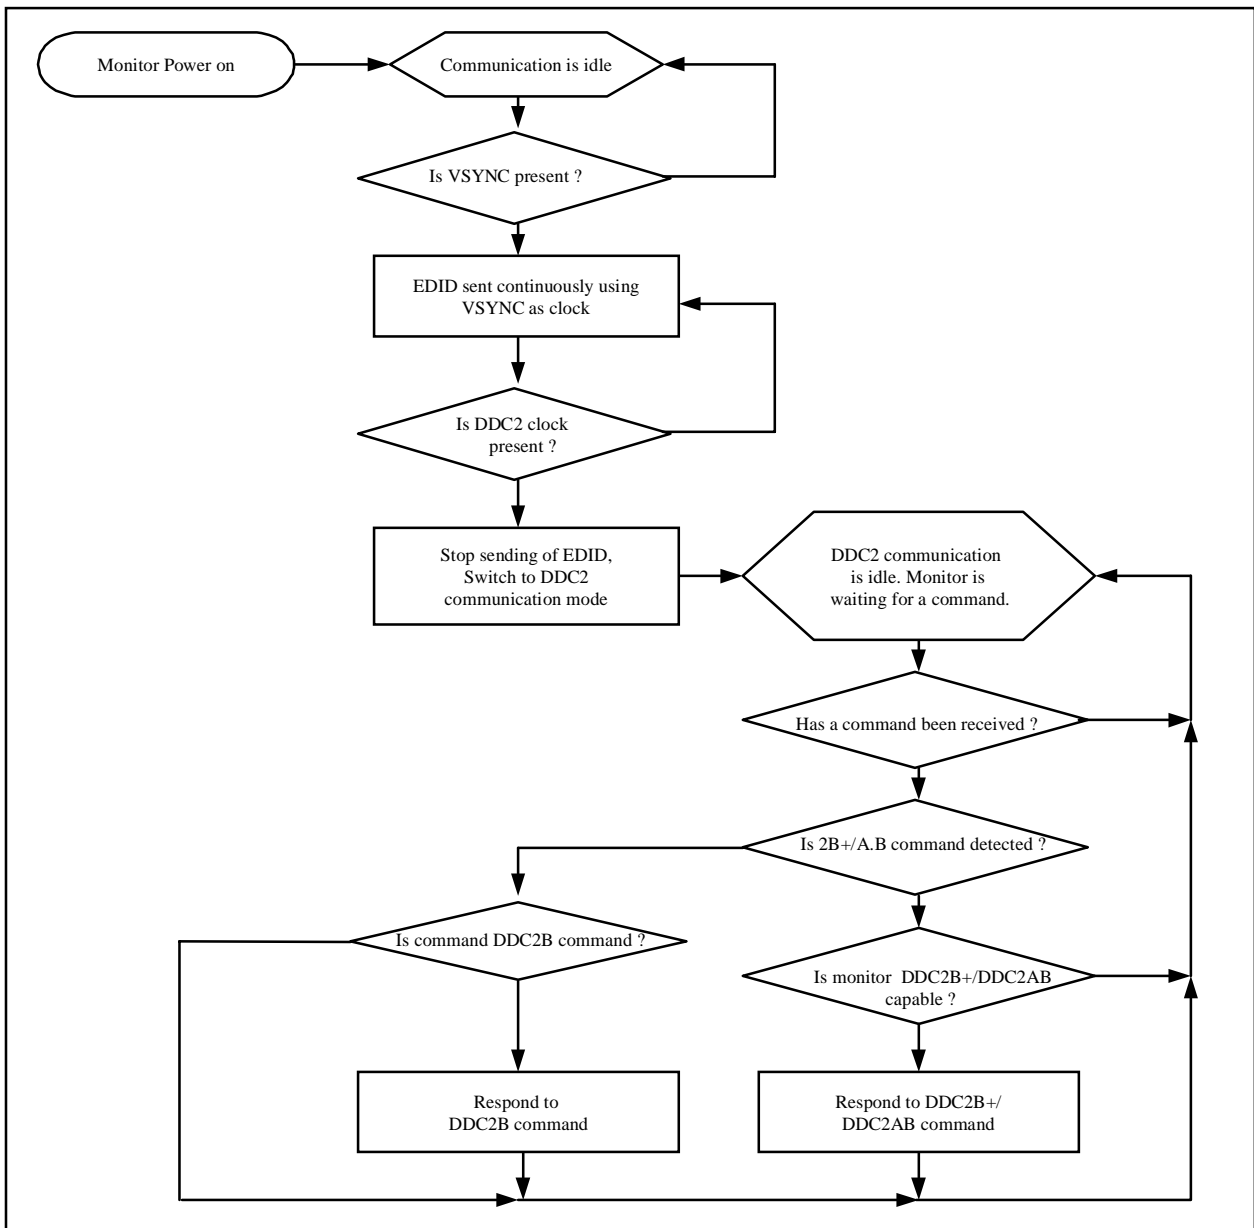 Monitor Power on
Communication is idle
Is VSYNC present ?
EDID sent continuously using
VSYNC as clock
Is DDC2 clock
present ?
Stop sending of EDID,
Switch to DDC2
communication mode
DDC2 communication
is idle. Monitor is
waiting for a command.
Has a command been received ?
Is 2B+/A.B command detected ?
Is command DDC2B command ?
Is monitor DDC2B+/DDC2AB
capable ?
Respond to
DDC2B command
Respond to DDC2B+/
DDC2AB command